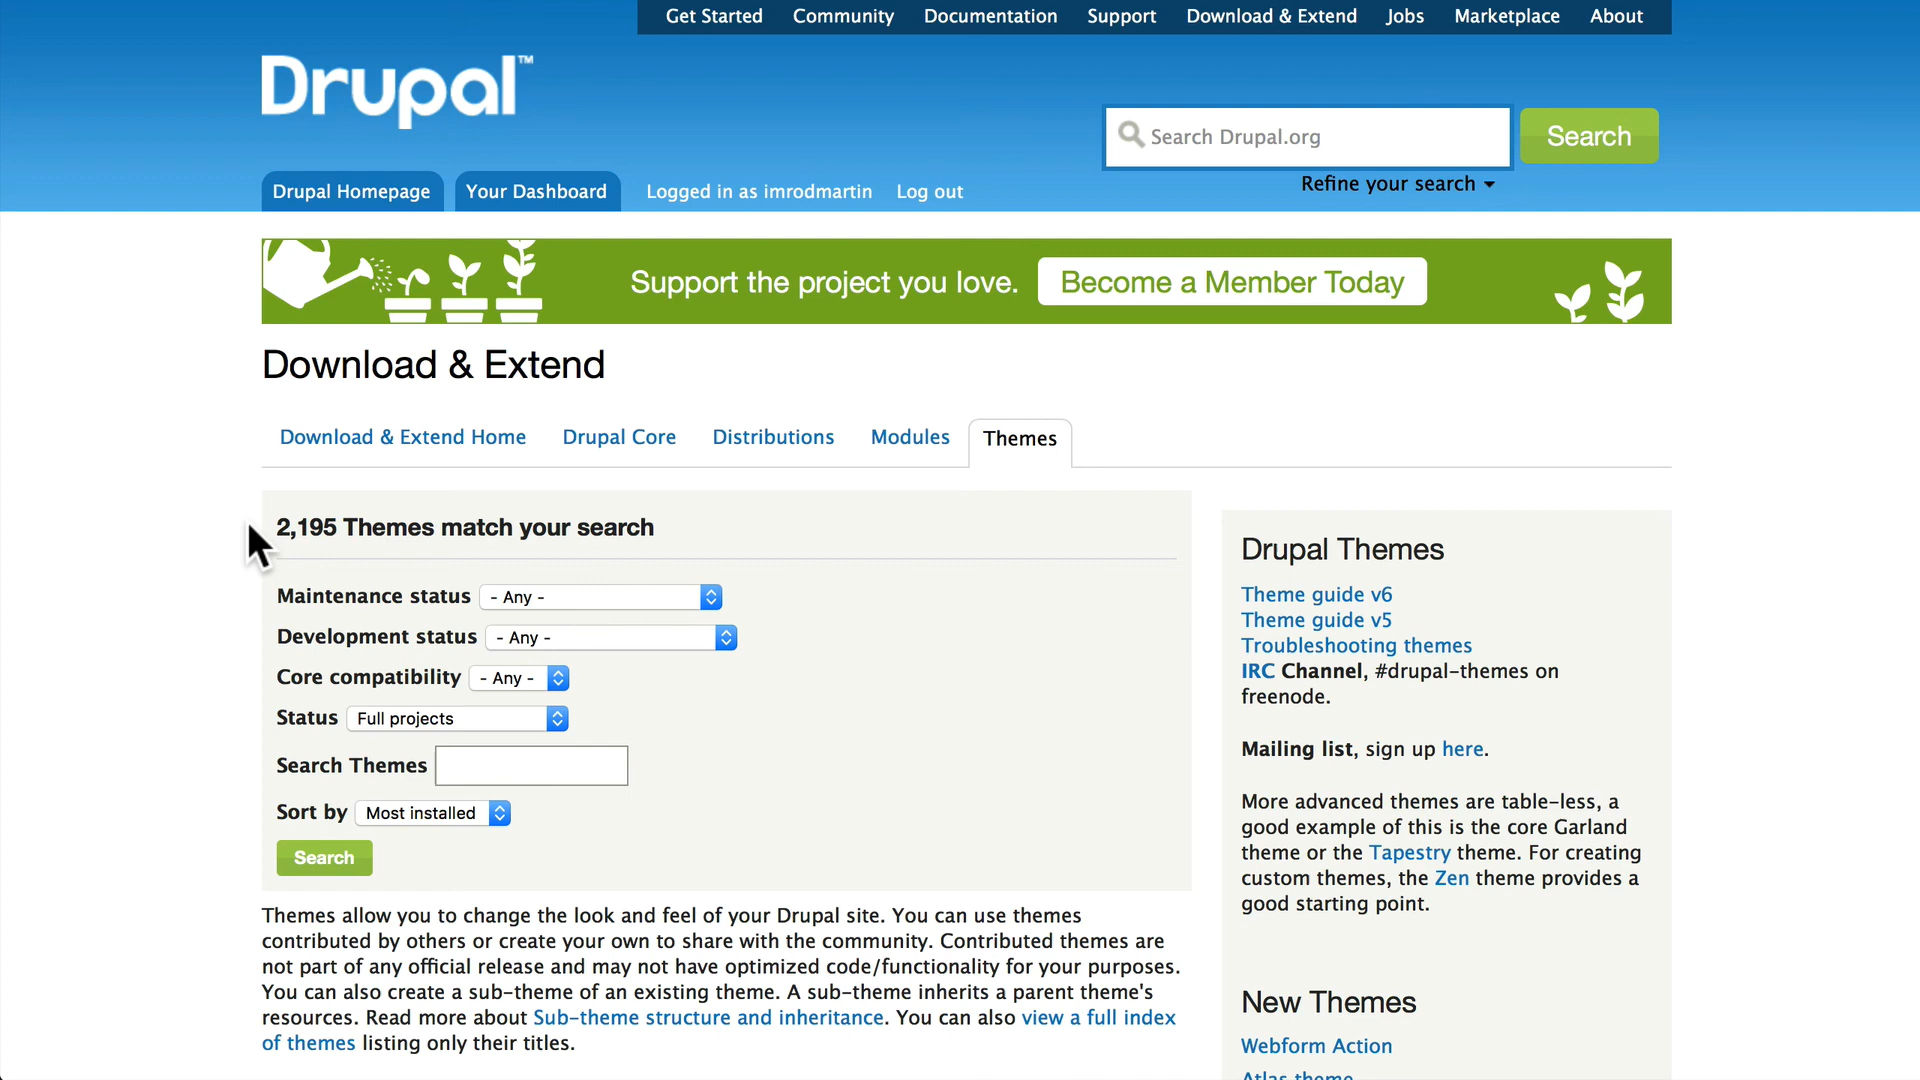 Get Started Community Documentation Support Download & Extend Jobs Marketplace About
Drupal™
Search Drupal.org
Search
Refine your search
Drupal Homepage Your Dashboard Logged in as imrodmartin Log out
Support the project you love. Become a Member Today
Download & Extend
Download & Extend Home Drupal Core Distributions Modules Themes
2,195 Themes match your search
Maintenance status - Any -
Development status - Any -
Core compatibility - Any -
Status Full projects
Search Themes
Sort by Most installed
Search
Themes allow you to change the look and feel of your Drupal site. You can use themes
contributed by others or create your own to share with the community. Contributed themes are
not part of any official release and may not have optimized code/functionality for your purposes.
You can also create a sub-theme of an existing theme. A sub-theme inherits a parent theme's
resources. Read more about Sub-theme structure and inheritance. You can also view a full index
of themes listing only their titles.
Drupal Themes
Theme guide v6
Theme guide v5
Troubleshooting themes
IRC Channel, #drupal-themes on
freenode.
Mailing list, sign up here.
More advanced themes are table-less, a
good example of this is the core Garland
theme or the Tapestry theme. For creating
custom themes, the Zen theme provides a
good starting point.
New Themes
Webform Action
Atlas theme